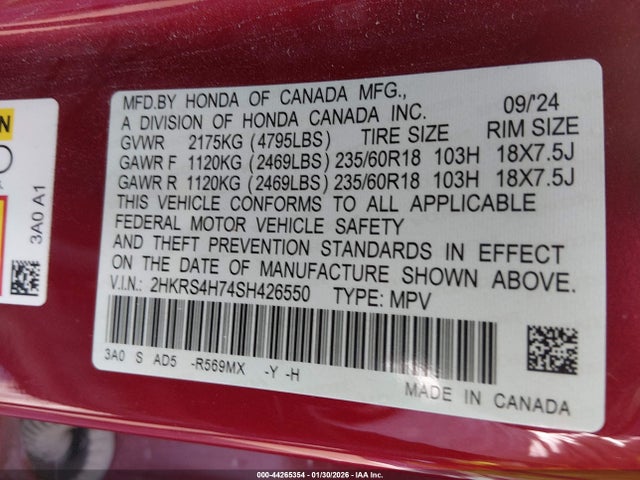 MFD.BY HONDA OF CANADA MFG.,
A DIVISION OF HONDA CANADA INC. 09/'24
GVWR 2175KG (4795LBS) TIRE SIZE RIM SIZE
GAWR F 1120KG (2469LBS) 235/60R18 103H 18X7.5J
GAWR R 1120KG (2469LBS) 235/60R18 103H 18X7.5J
THIS VEHICLE CONFORMS TO ALL APPLICABLE
FEDERAL MOTOR VEHICLE SAFETY
AND THEFT PREVENTION STANDARDS IN EFFECT
ON THE DATE OF MANUFACTURE SHOWN ABOVE.
V.I.N.: 2HKRS4H74SH426550 TYPE: MPV
3A0 S AD5 -R569MX -Y -H
MADE IN CANADA
3A0 A1
000-44265354 - 01/30/2026 - IAA Inc.